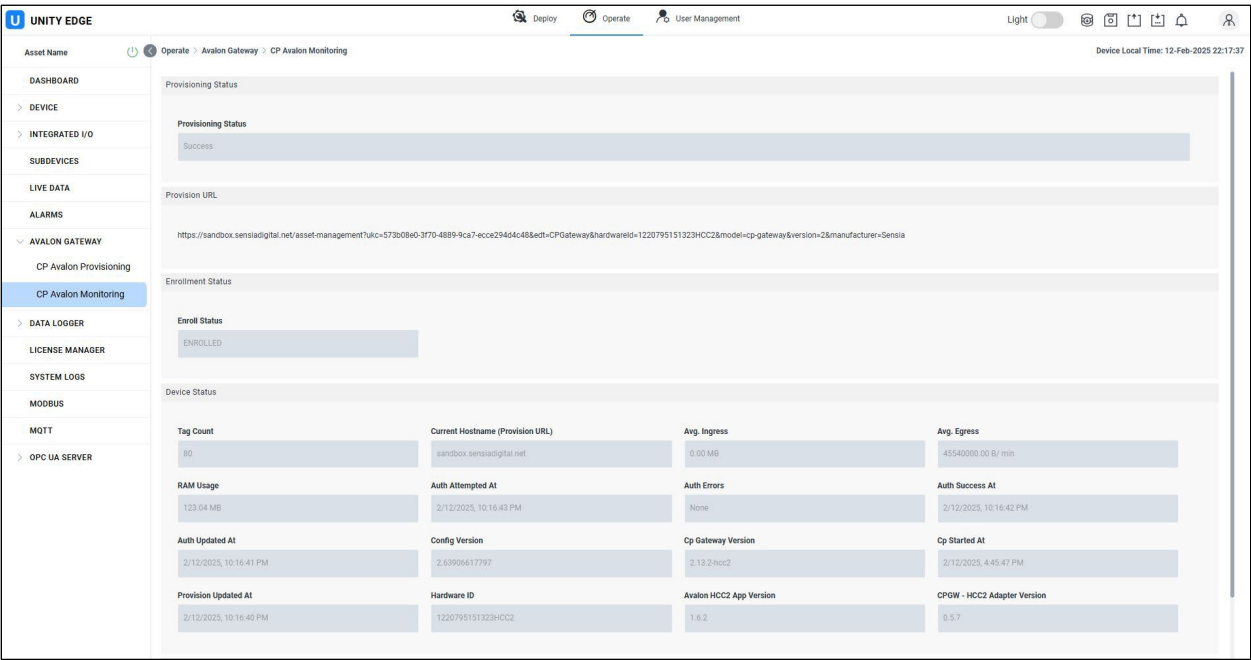 U UNITY EDGE
Deploy
Operate
User Management
Light
Asset Name
Operate > Avalon Gateway > CP Avalon Monitoring
Device Local Time: 12-Feb-2025 22:17:37
DASHBOARD
DEVICE
INTEGRATED I/O
SUBDEVICES
LIVE DATA
ALARMS
AVALON GATEWAY
CP Avalon Provisioning
CP Avalon Monitoring
DATA LOGGER
LICENSE MANAGER
SYSTEM LOGS
MODBUS
MQTT
OPC UA SERVER
Provisioning Status
Provisioning Status
Success
Provision URL
https://sandbox.sensiadigital.net/asset-management?ukc=573b08e0-3f70-4889-9ca7-ecce294d4c48&edt=CPGateway&hardwareId=1220795151323HCC2&model=cp-gateway&version=2&manufacturer=Sensia
Enrollment Status
Enroll Status
ENROLLED
Device Status
Tag Count
80
Current Hostname (Provision URL)
sandbox.sensiadigital.net
Avg. Ingress
0.00 MB
Avg. Egress
45540000.00 B/ min
RAM Usage
123.04 MB
Auth Attempted At
2/12/2025, 10:16:43 PM
Auth Errors
None
Auth Success At
2/12/2025, 10:16:42 PM
Auth Updated At
2/12/2025, 10:16:41 PM
Config Version
2.63906617797
Cp Gateway Version
2.13.2-hcc2
Cp Started At
2/12/2025, 4:45:47 PM
Provision Updated At
2/12/2025, 10:16:40 PM
Hardware ID
1220795151323HCC2
Avalon HCC2 App Version
1.6.2
CPGW - HCC2 Adapter Version
0.5.7